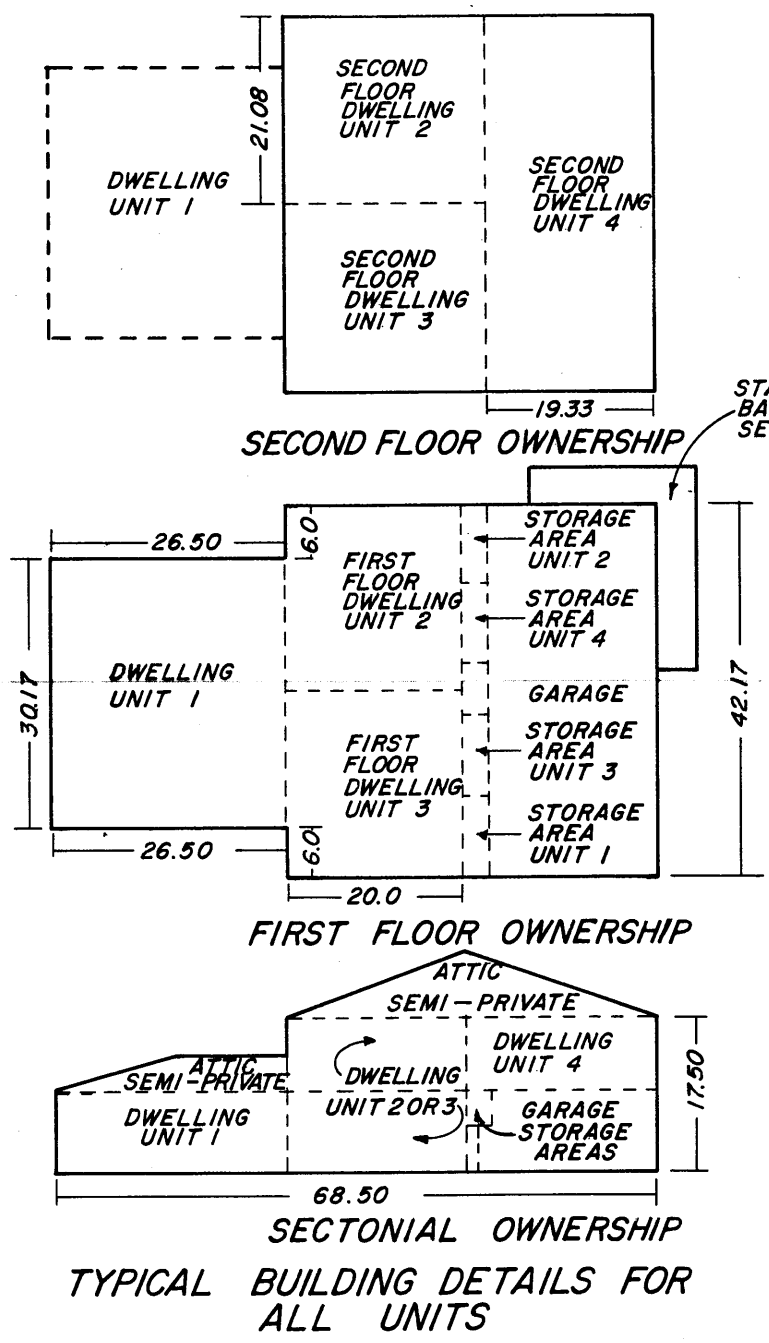 SECOND
FLOOR
DWELLING
UNIT 2
21.08
DWELLING
UNIT 1
SECOND
FLOOR
DWELLING
UNIT 4
SECOND
FLOOR
DWELLING
UNIT 3
19.33
SECOND FLOOR OWNERSHIP
STA
BA
SE
26.50
6.0
FIRST
FLOOR
DWELLING
UNIT 2
STORAGE
AREA
UNIT 2
STORAGE
AREA
UNIT 4
30.17
DWELLING
UNIT 1
GARAGE
42.17
FIRST
FLOOR
DWELLING
UNIT 3
STORAGE
AREA
UNIT 3
STORAGE
AREA
UNIT 1
26.50
6.0
20.0
FIRST FLOOR OWNERSHIP
ATTIC
SEMI-PRIVATE
DWELLING
UNIT 4
ATTIC
SEMI-PRIVATE
DWELLING
UNIT 2 OR 3
17.50
DWELLING
UNIT 1
GARAGE
STORAGE
AREAS
68.50
SECTONIAL OWNERSHIP
TYPICAL BUILDING DETAILS FOR
ALL UNITS